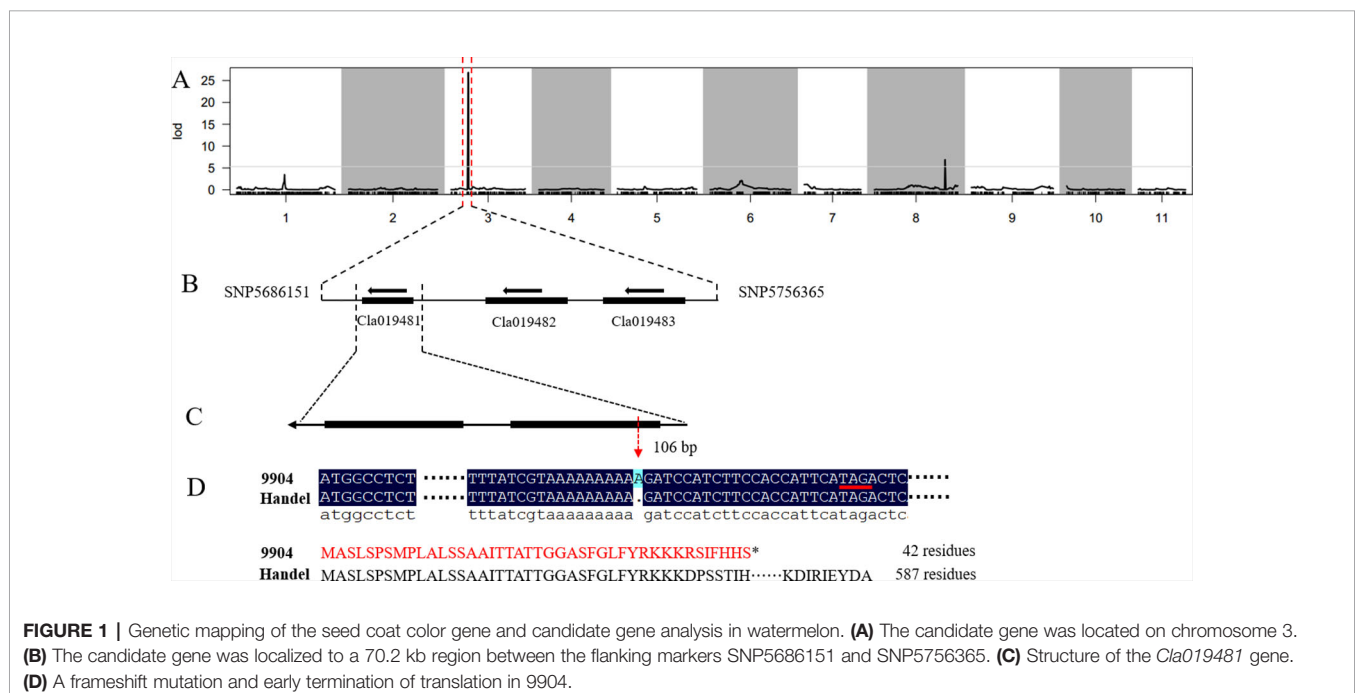 A
lod
25
20
15
10
5
0
1 2 3 4 5 6 7 8 9 10 11
B
SNP5686151
SNP5756365
Cla019481 Cla019482 Cla019483
C
106 bp
D
9904 ATGGCCTCT ...... TTTATCGTAAAAAAAAAAGATCCATCTTCCACCATTCATAGACTC ......
Handel ATGGCCTCT ...... TTTATCGTAAAAAAAAA.GATCCATCTTCCACCATTCATAGACTC ......
atggcctct tttatcgtaaaaaaaaa gatccatcttccaccattcatagactc
9904 MASLSPSMPLALSSAAITTATTGGASFGLFYRKKKRSIFHHS* 42 residues
Handel MASLSPSMPLALSSAAITTATTGGASFGLFYRKKKDPSSTIH······KDIRIEYDA 587 residues
FIGURE 1 | Genetic mapping of the seed coat color gene and candidate gene analysis in watermelon. (A) The candidate gene was located on chromosome 3.
(B) The candidate gene was localized to a 70.2 kb region between the flanking markers SNP5686151 and SNP5756365. (C) Structure of the Cla019481 gene.
(D) A frameshift mutation and early termination of translation in 9904.